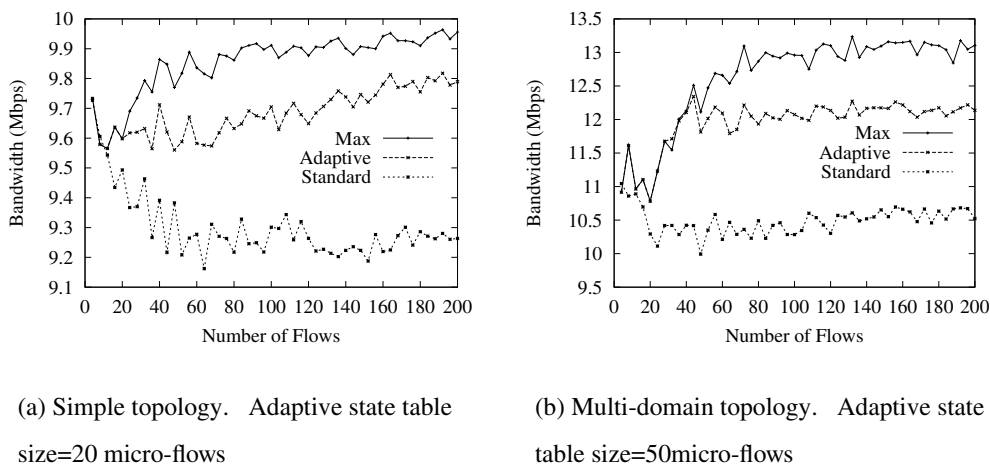 10
9.9
9.8
9.7
9.6
9.5
9.4
9.3
9.2
9.1
0 20 40 60 80 100 120 140 160 180 200
Bandwidth (Mbps)
Number of Flows
Max
Adaptive
Standard
13.5
13
12.5
12
11.5
11
10.5
10
9.5
0 20 40 60 80 100 120 140 160 180 200
Bandwidth (Mbps)
Number of Flows
Max
Adaptive
Standard
(a) Simple topology. Adaptive state table
size=20 micro-flows
(b) Multi-domain topology. Adaptive state
table size=50micro-flows